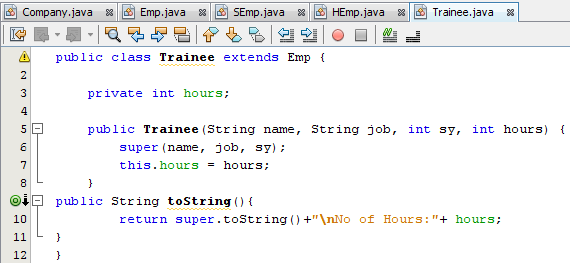 Company.java Emp.java SEmp.java HEmp.java Trainee.java
public class Trainee extends Emp {
2
3 private int hours;
4
5 public Trainee(String name, String job, int sy, int hours) {
6 super(name, job, sy);
7 this.hours = hours;
8 }
public String toString(){
10 return super.toString()+"\nNo of Hours:"+ hours;
11 }
12 }